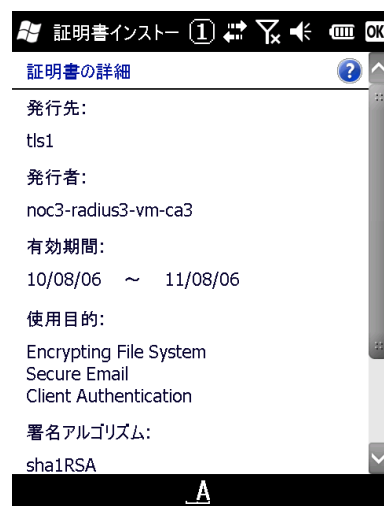 証明書インストー 1 OK
証明書の詳細 ?
発行先:
tls1
発行者:
noc3-radius3-vm-ca3
有効期間:
10/08/06 ～ 11/08/06
使用目的:
Encrypting File System
Secure Email
Client Authentication
署名アルゴリズム:
sha1RSA
A